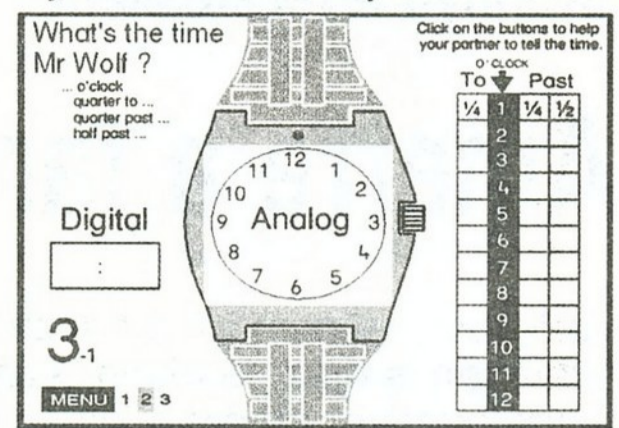 What's the time
Mr Wolf ?
... o'clock
quarter to ...
quarter past ...
half past ...
Digital
:
3-1
MENU 1 2 3
12
11 1
10 2
9 Analog 3
8 4
7 5
6
Click on the buttons to help
your partner to tell the time.
O'CLOCK
To Past
¼ 1 ¼ ½
2
3
4
5
6
7
8
9
10
11
12